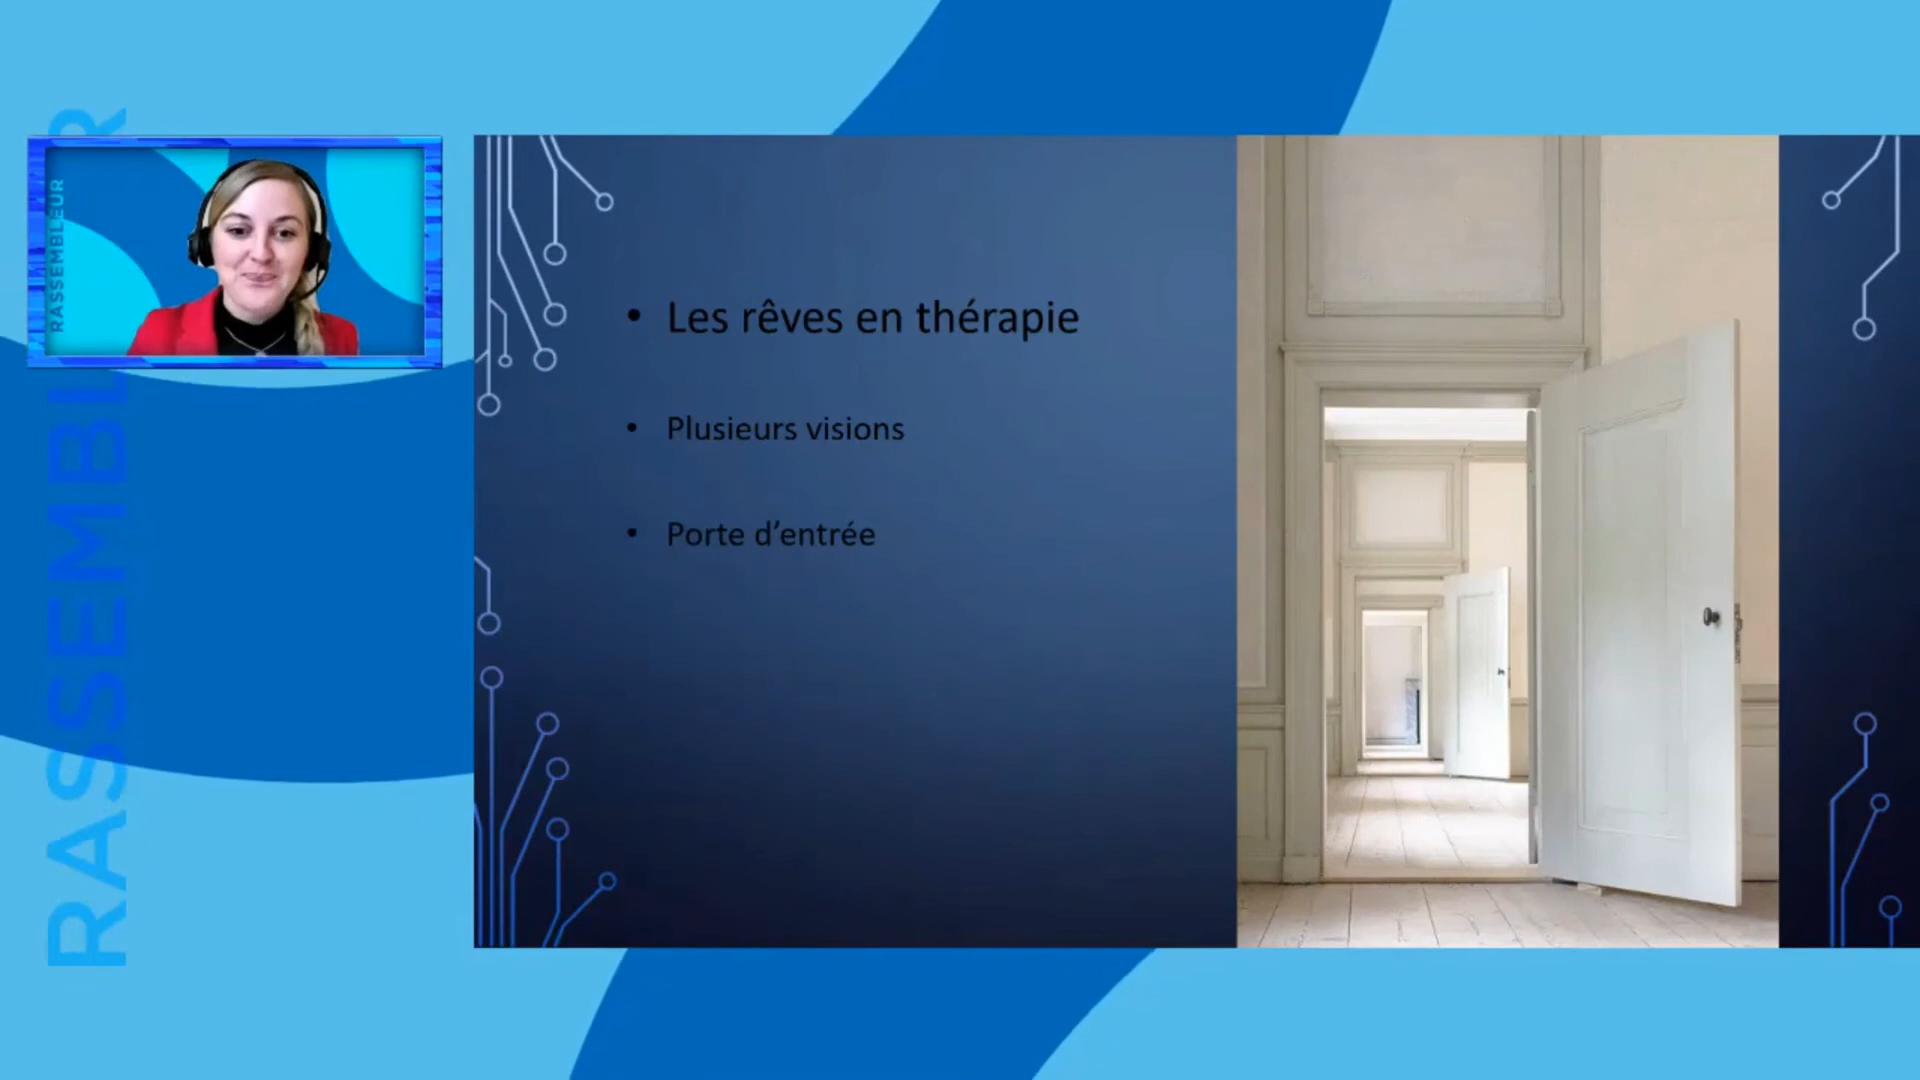 RASSEMBLEUR
RASSEMBL
R
• Les rêves en thérapie
• Plusieurs visions
• Porte d’entrée